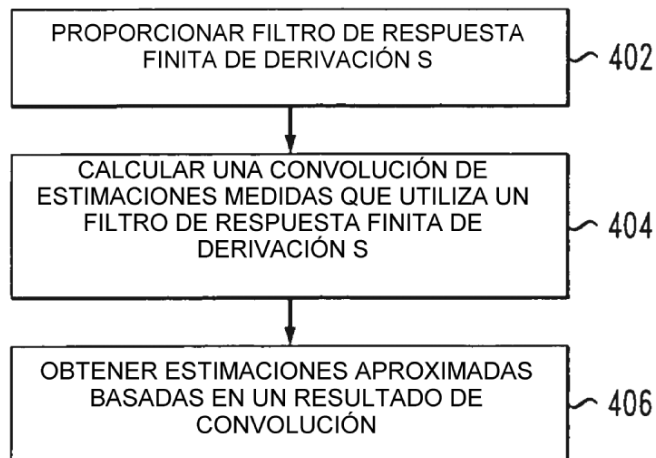 PROPORCIONAR FILTRO DE RESPUESTA
FINITA DE DERIVACIÓN S
402
CALCULAR UNA CONVOLUCIÓN DE
ESTIMACIONES MEDIDAS QUE UTILIZA UN
FILTRO DE RESPUESTA FINITA DE
DERIVACIÓN S
404
OBTENER ESTIMACIONES APROXIMADAS
BASADAS EN UN RESULTADO DE
CONVOLUCIÓN
406